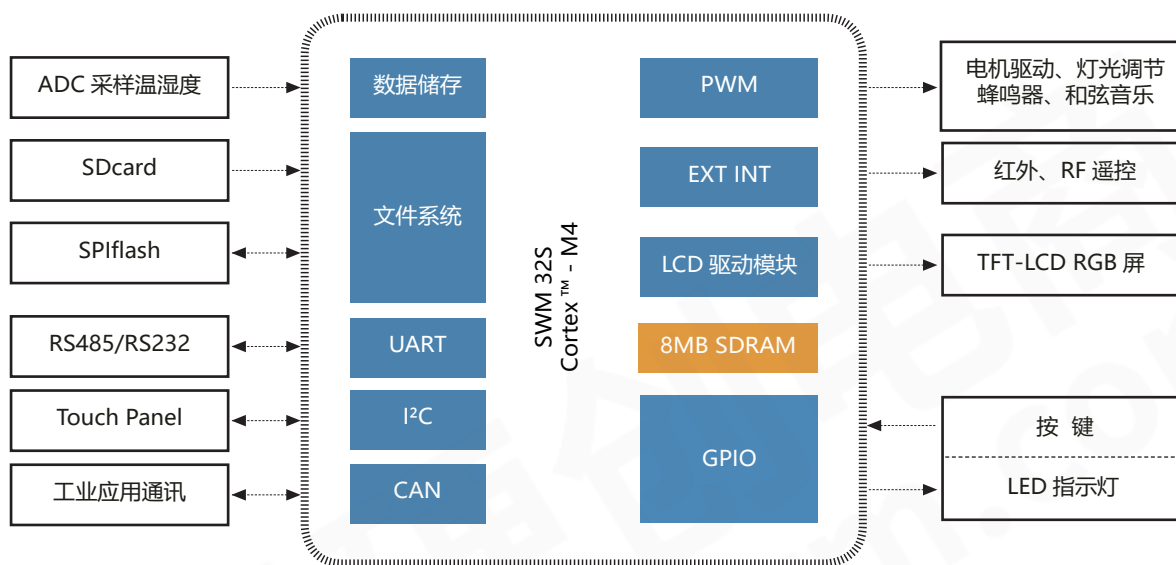 ADC 采样温湿度
SDcard
SPIflash
RS485/RS232
Touch Panel
工业应用通讯
数据储存
文件系统
UART
I²C
CAN
SWM 32S
Cortex™ - M4
PWM
EXT INT
LCD 驱动模块
8MB SDRAM
GPIO
电机驱动、灯光调节
蜂鸣器、和弦音乐
红外、RF 遥控
TFT-LCD RGB 屏
按 键
LED 指示灯